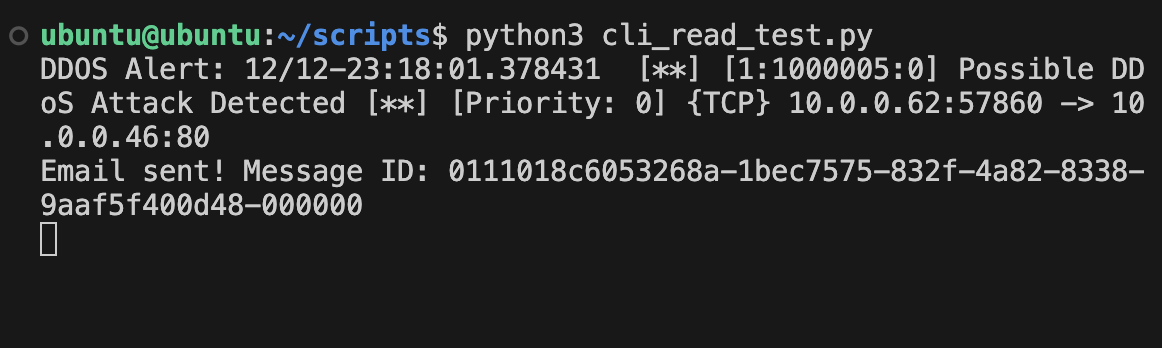 ubuntu@ubuntu:~/scripts$ python3 cli_read_test.py
DDOS Alert: 12/12-23:18:01.378431  [**] [1:1000005:0] Possible DD
oS Attack Detected [**] [Priority: 0] {TCP} 10.0.0.62:57860 -> 10
.0.0.46:80
Email sent! Message ID: 0111018c6053268a-1bec7575-832f-4a82-8338-
9aaf5f400d48-000000